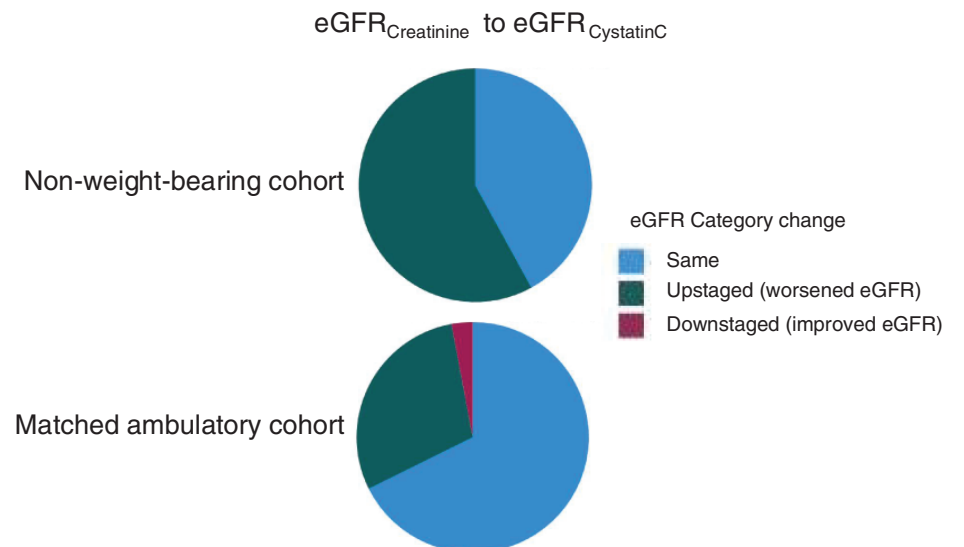 eGFRCreatinine to eGFRCystatinC
Non-weight-bearing cohort
eGFR Category change
Same
Upstaged (worsened eGFR)
Downstaged (improved eGFR)
Matched ambulatory cohort